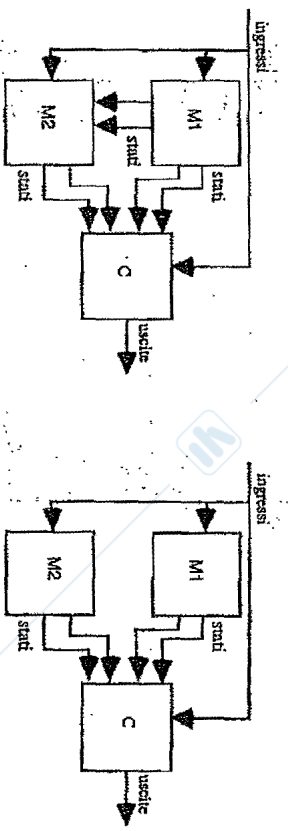 ingressi
M1
M2
stati
stati
stati
C
uscite
ingressi
M1
M2
stati
stati
C
uscite